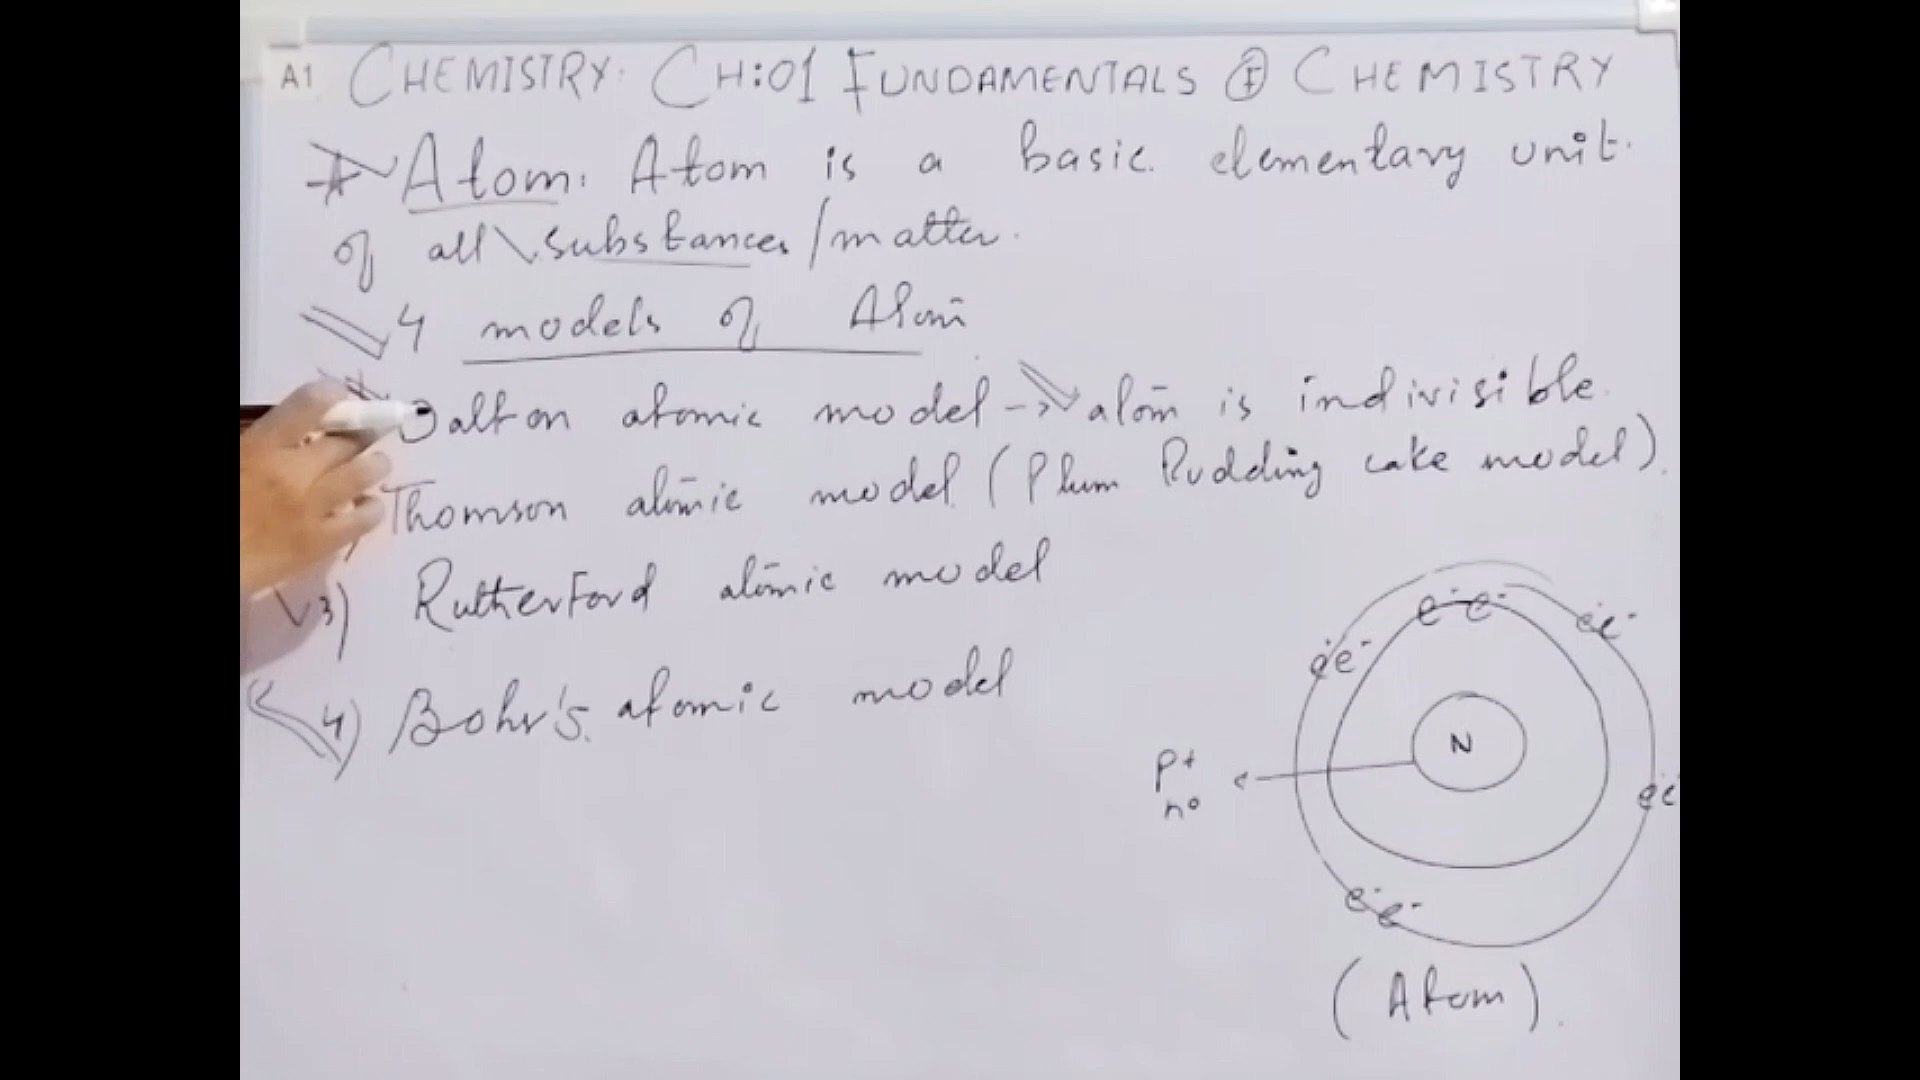 A1 CHEMISTRY: CH:01 FUNDAMENTALS OF CHEMISTRY
Atom: Atom is a basic elementary unit
of all substances/matter.
4 models of Atom
Dalton atomic model -> atom is indivisible.
Thomson atomic model (Plum Pudding cake model).
3) Rutherford atomic model
4) Bohr's atomic model
e- e-
e- e-
e- e-
N
P+
n°
e- e-
e- e-
(Atom).